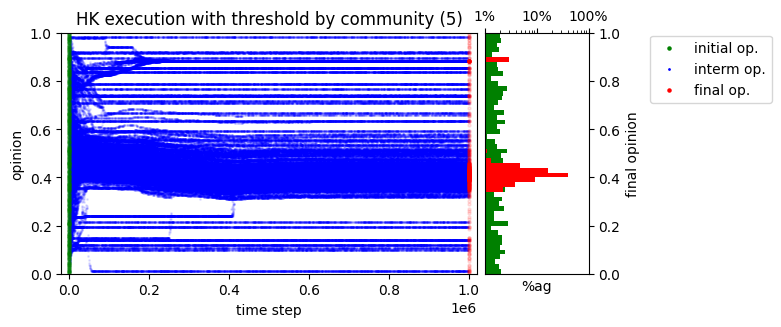 HK execution with threshold by community (5)
1% 10% 100%
1.0
0.8
0.6
0.4
0.2
0.0
opinion
0.0 0.2 0.4 0.6 0.8 1.0
1e6
time step
1.0
0.8
0.6
0.4
0.2
0.0
final opinion
%ag
initial op.
interm op.
final op.